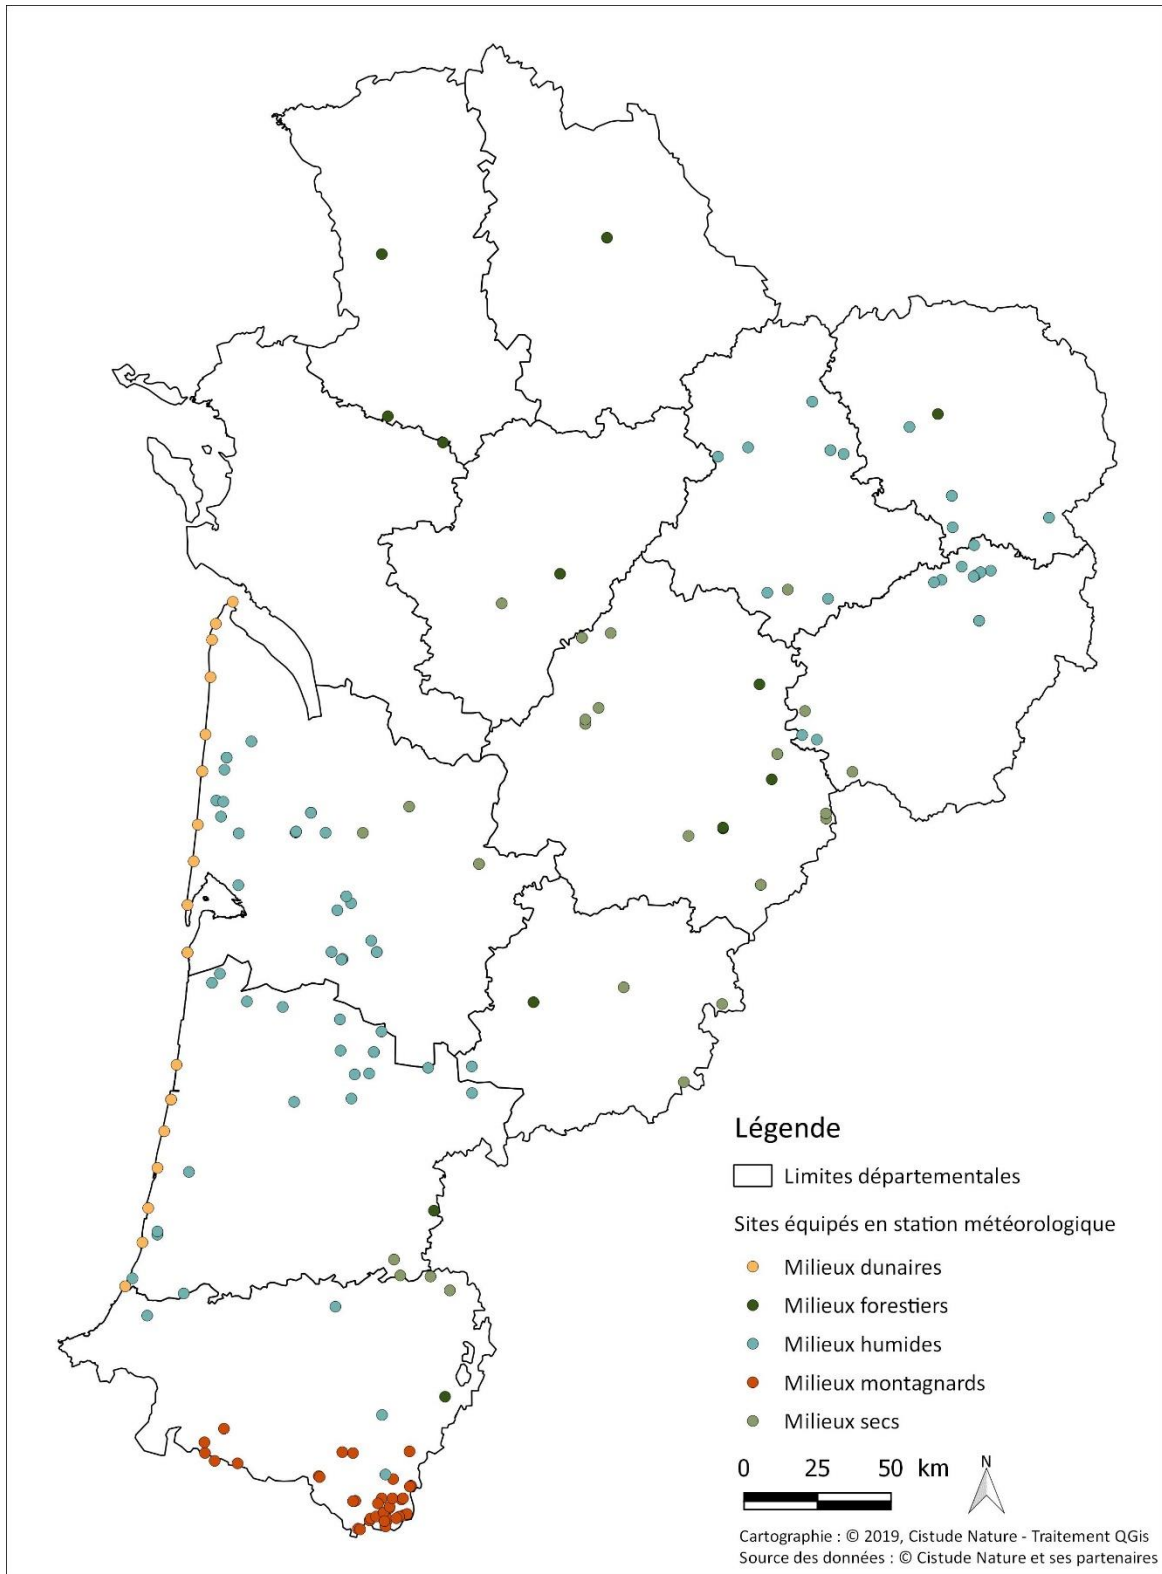 Légende
Limites départementales
Sites équipés en station météorologique
Milieux dunaires
Milieux forestiers
Milieux humides
Milieux montagnards
Milieux secs
0 25 50 km
N
Cartographie : © 2019, Cistude Nature - Traitement QGis
Source des données : © Cistude Nature et ses partenaires